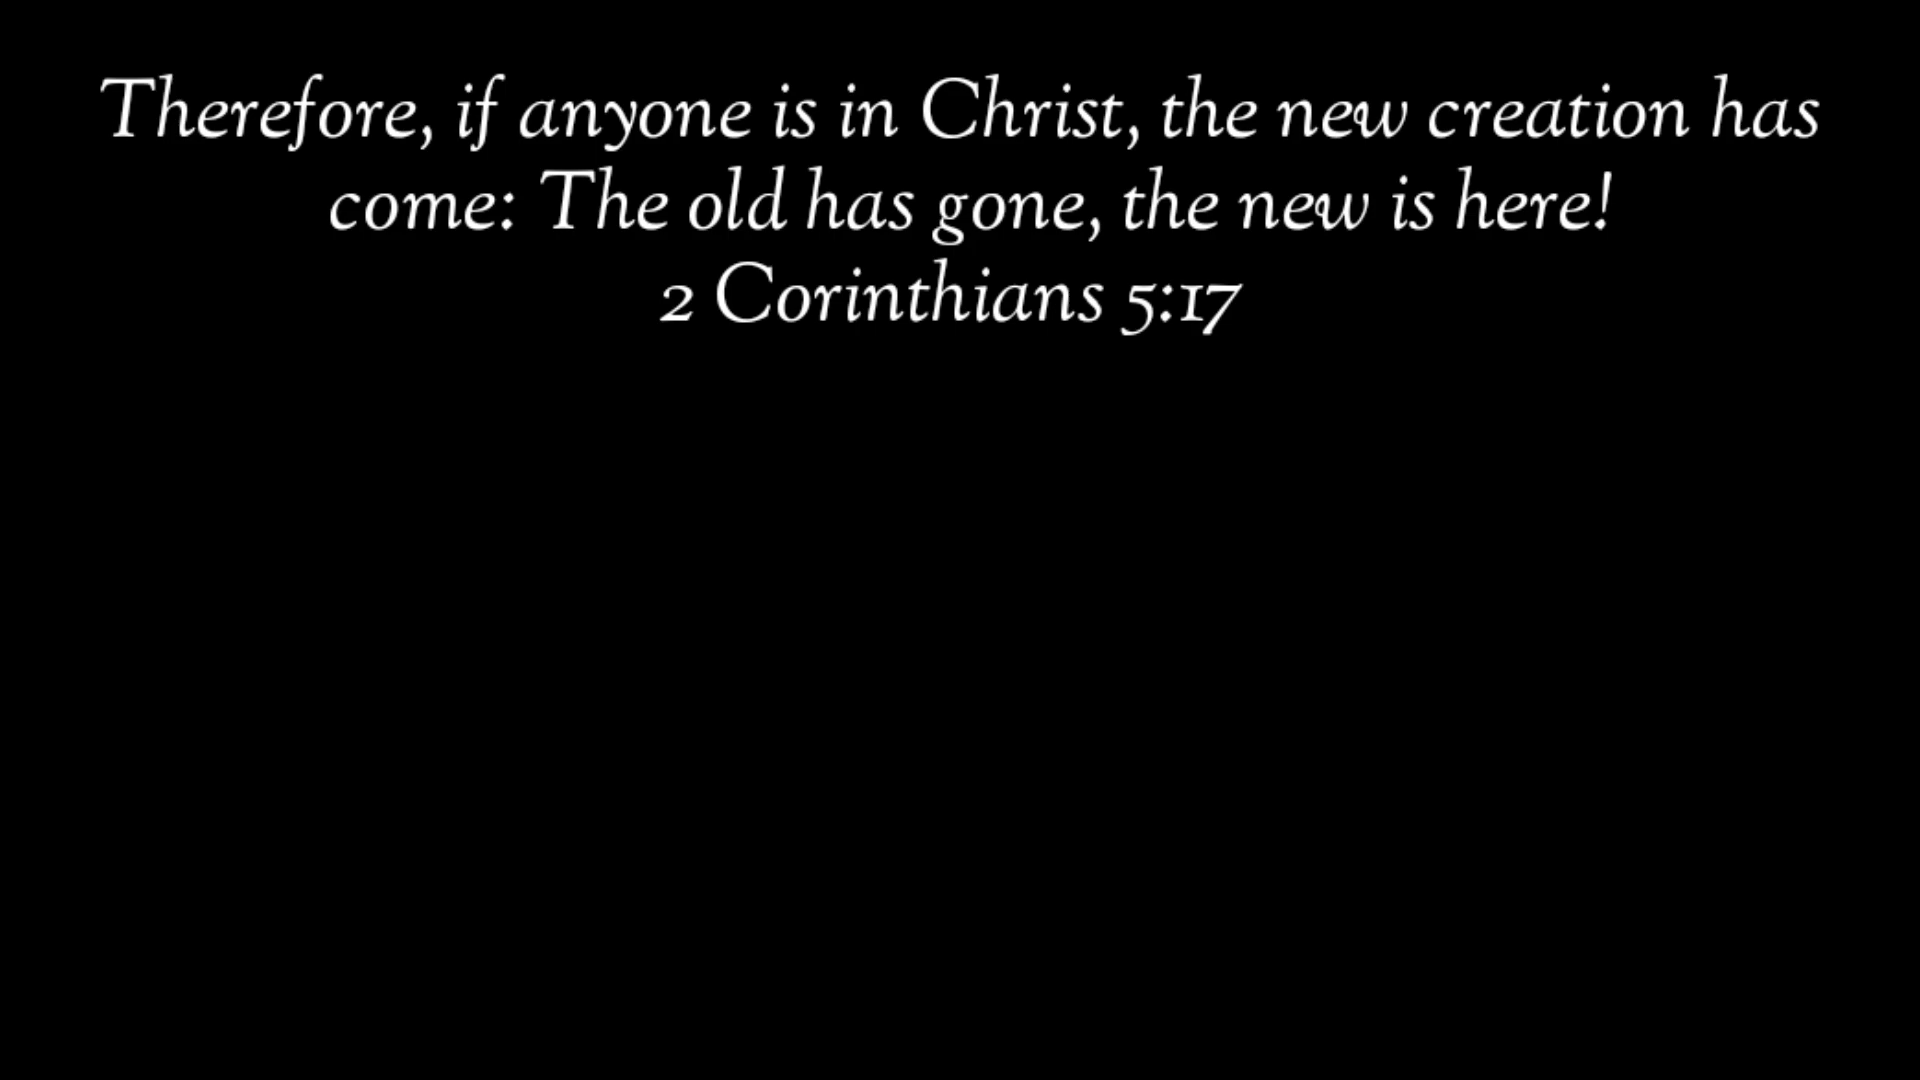 Therefore, if anyone is in Christ, the new creation has
come: The old has gone, the new is here!
2 Corinthians 5:17